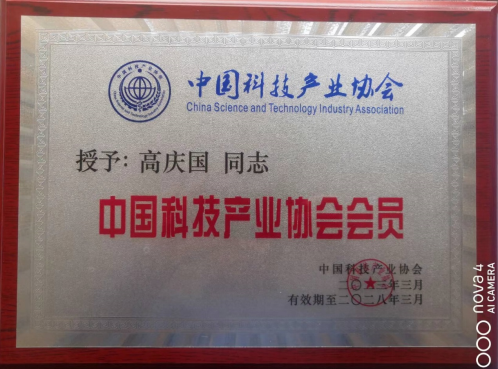 中国科技产业协会
China Science and Technology Industry Association
授予：高庆国 同志
中国科技产业协会会员
中国科技产业协会
二〇二三年三月
有效期至二〇二八年三月
nova 4
AI CAMERA